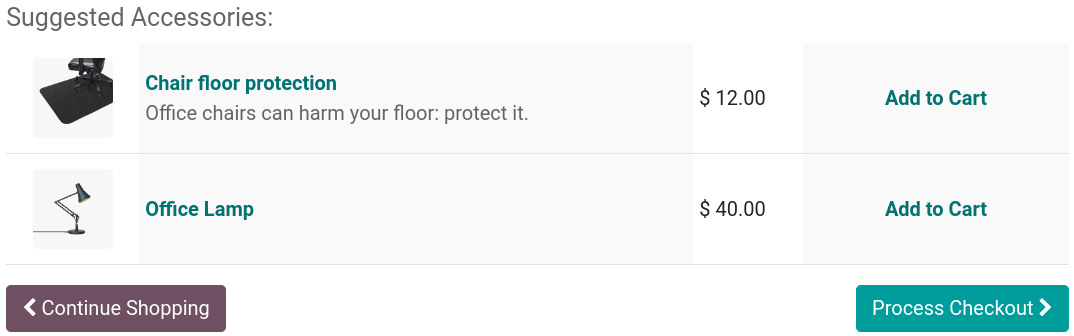 Suggested Accessories:
Chair floor protection
Office chairs can harm your floor: protect it.
$ 12.00
Add to Cart
Office Lamp
$ 40.00
Add to Cart
Continue Shopping
Process Checkout